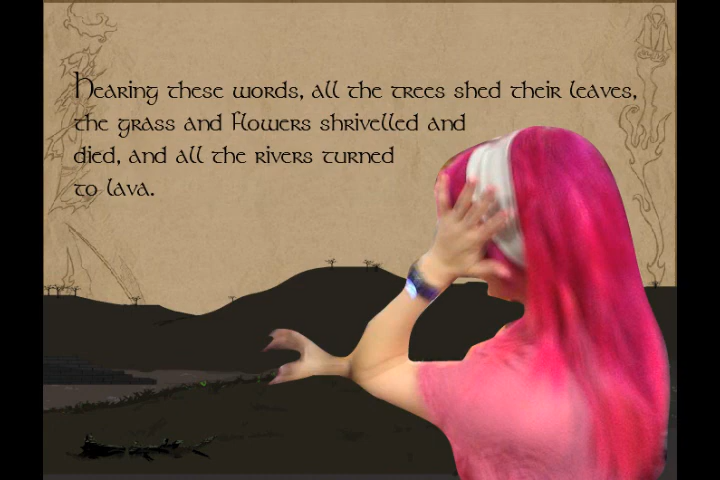 Hearing these words, all the trees shed their leaves,
the grass and flowers shrivelled and
died, and all the rivers turned
to lava.